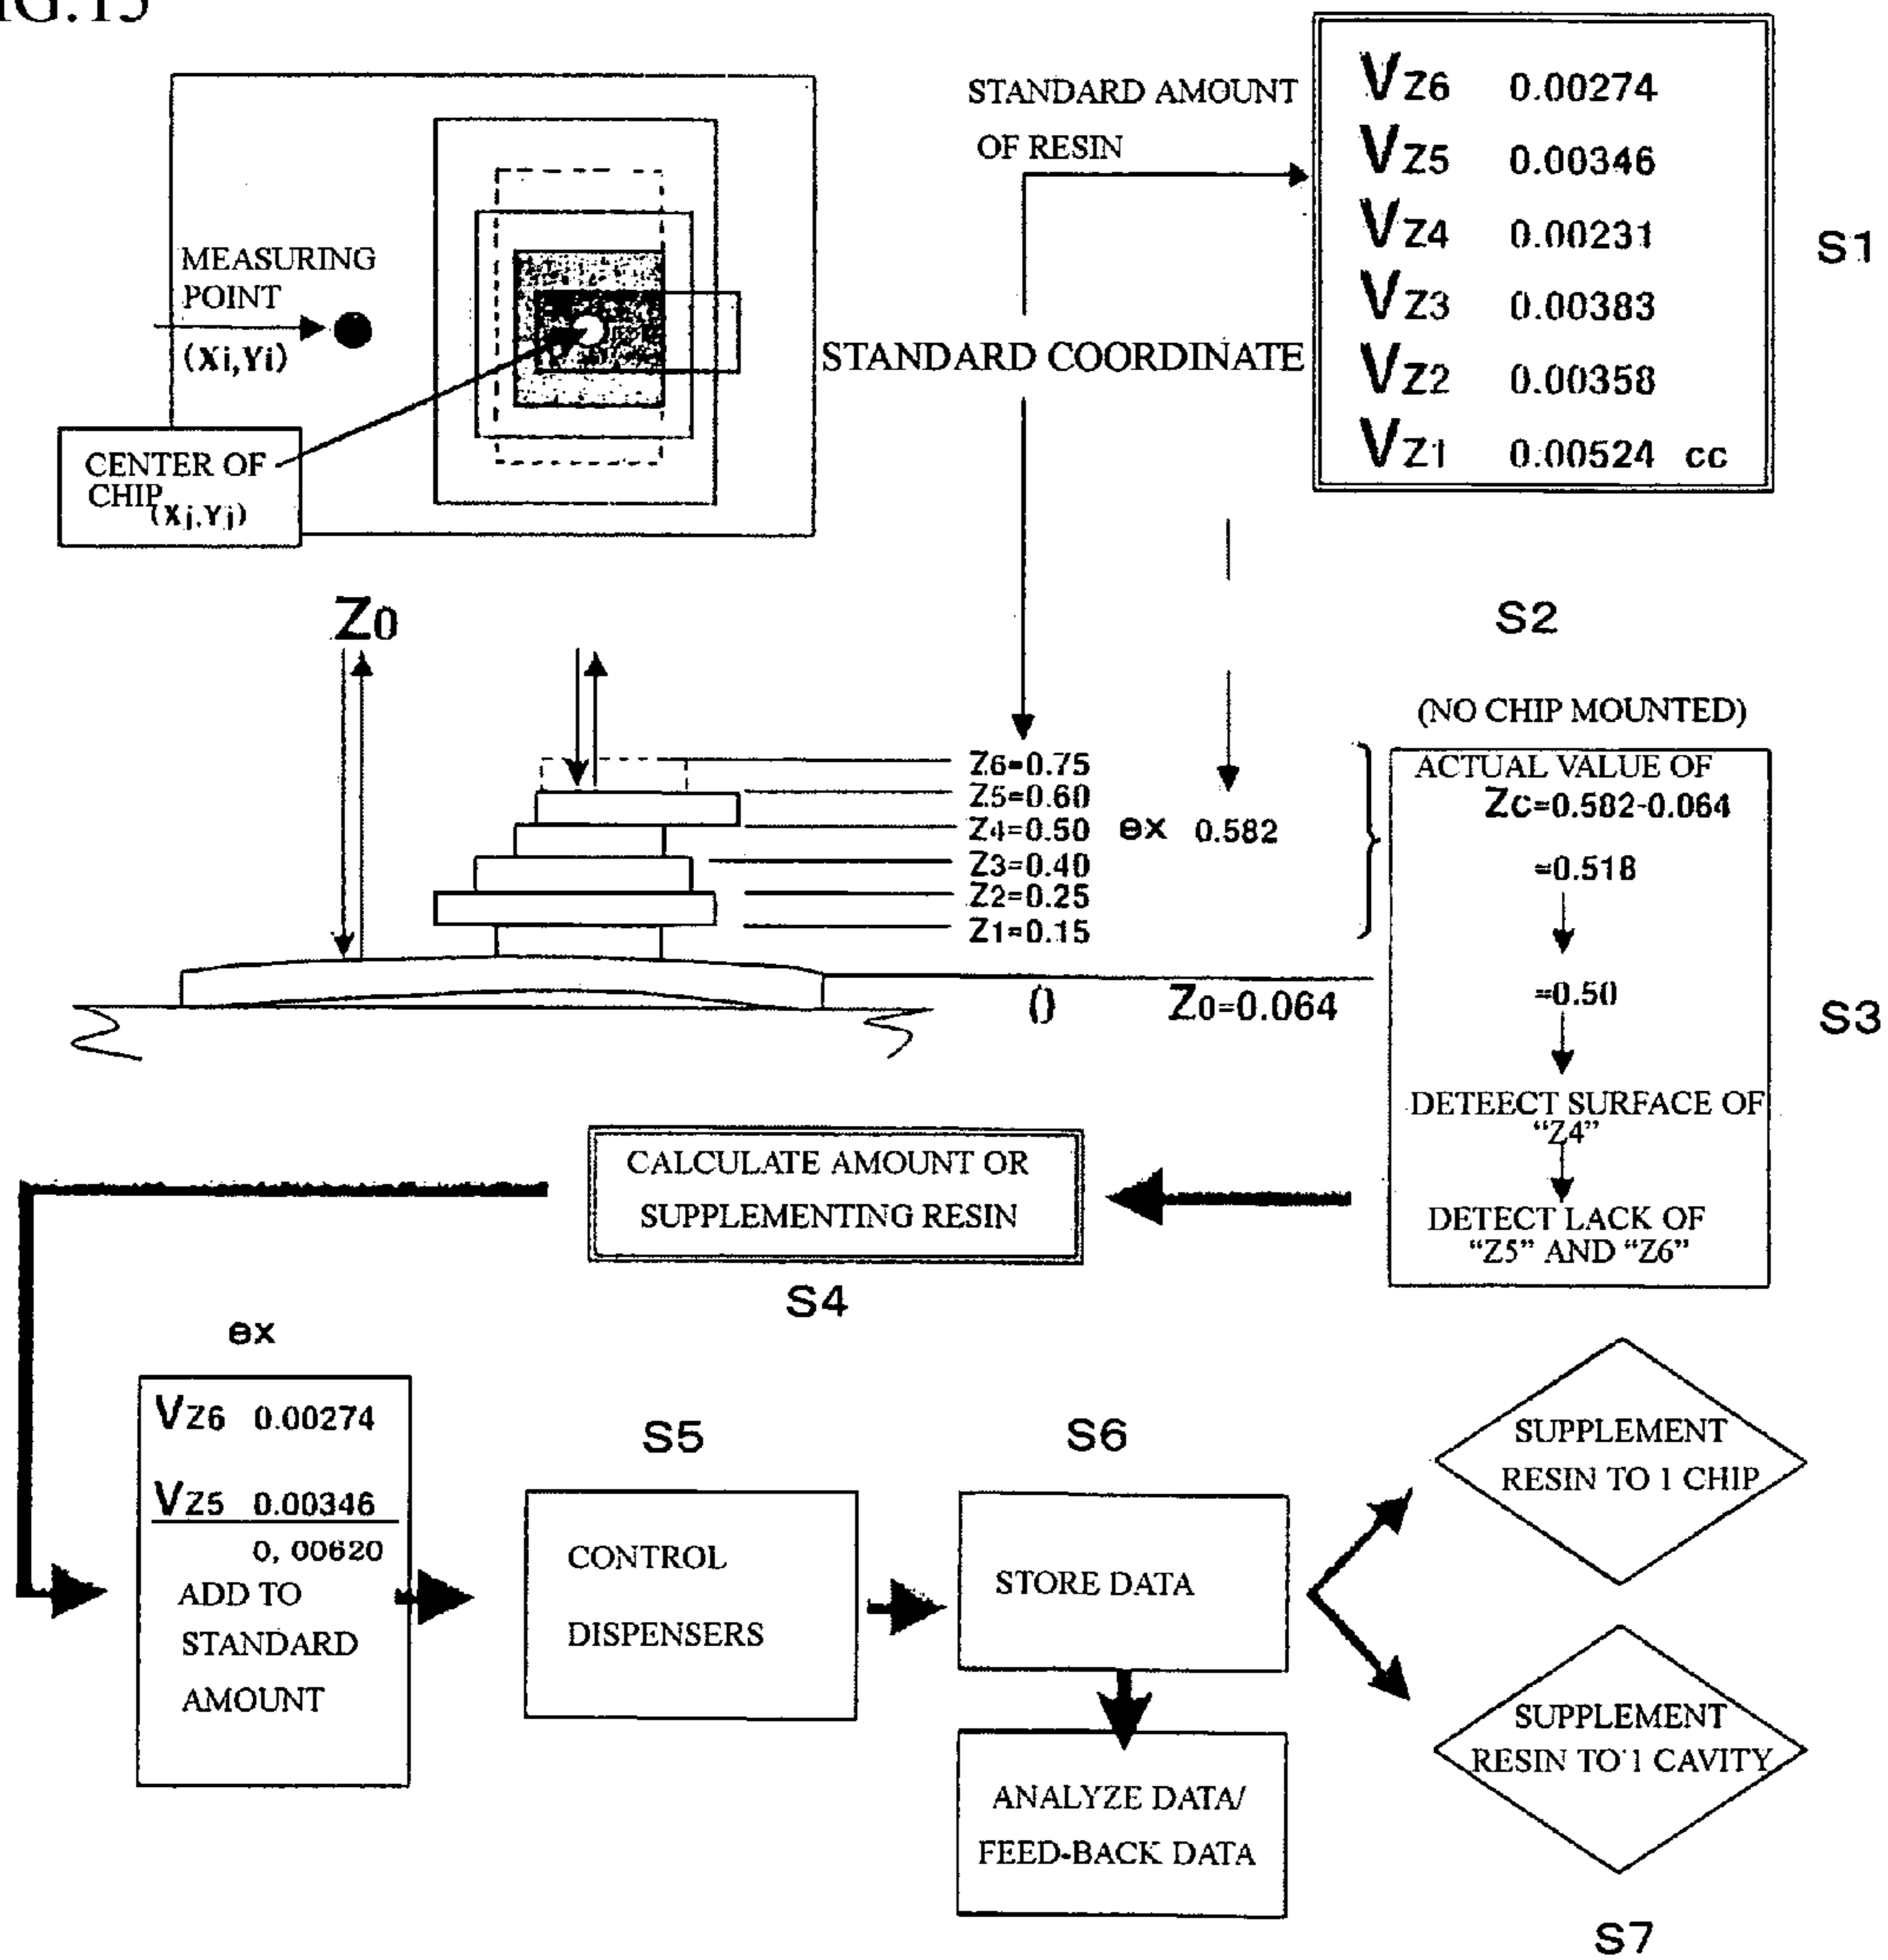 IG.15
STANDARD AMOUNT
OF RESIN
VZ6 0.00274
VZ5 0.00346
VZ4 0.00231
VZ3 0.00383
VZ2 0.00358
VZ1 0.00524 cc
S1
MEASURING
POINT
(Xi,Yi)
STANDARD COORDINATE
CENTER OF
CHIP
(Xj,Yj)
Z0
S2
(NO CHIP MOUNTED)
Z6=0.75
Z5=0.60
Z4=0.50 ex 0.582
Z3=0.40
Z2=0.25
Z1=0.15
0 Z0=0.064
ACTUAL VALUE OF
ZC=0.582-0.064
=0.518
=0.50
DETEECT SURFACE OF
“Z4”
DETECT LACK OF
“Z5” AND “Z6”
S3
CALCULATE AMOUNT OR
SUPPLEMENTING RESIN
S4
ex
VZ6 0.00274
VZ5 0.00346
0, 00620
ADD TO
STANDARD
AMOUNT
S5
CONTROL
DISPENSERS
S6
STORE DATA
ANALYZE DATA/
FEED-BACK DATA
SUPPLEMENT
RESIN TO 1 CHIP
SUPPLEMENT
RESIN TO 1 CAVITY
S7